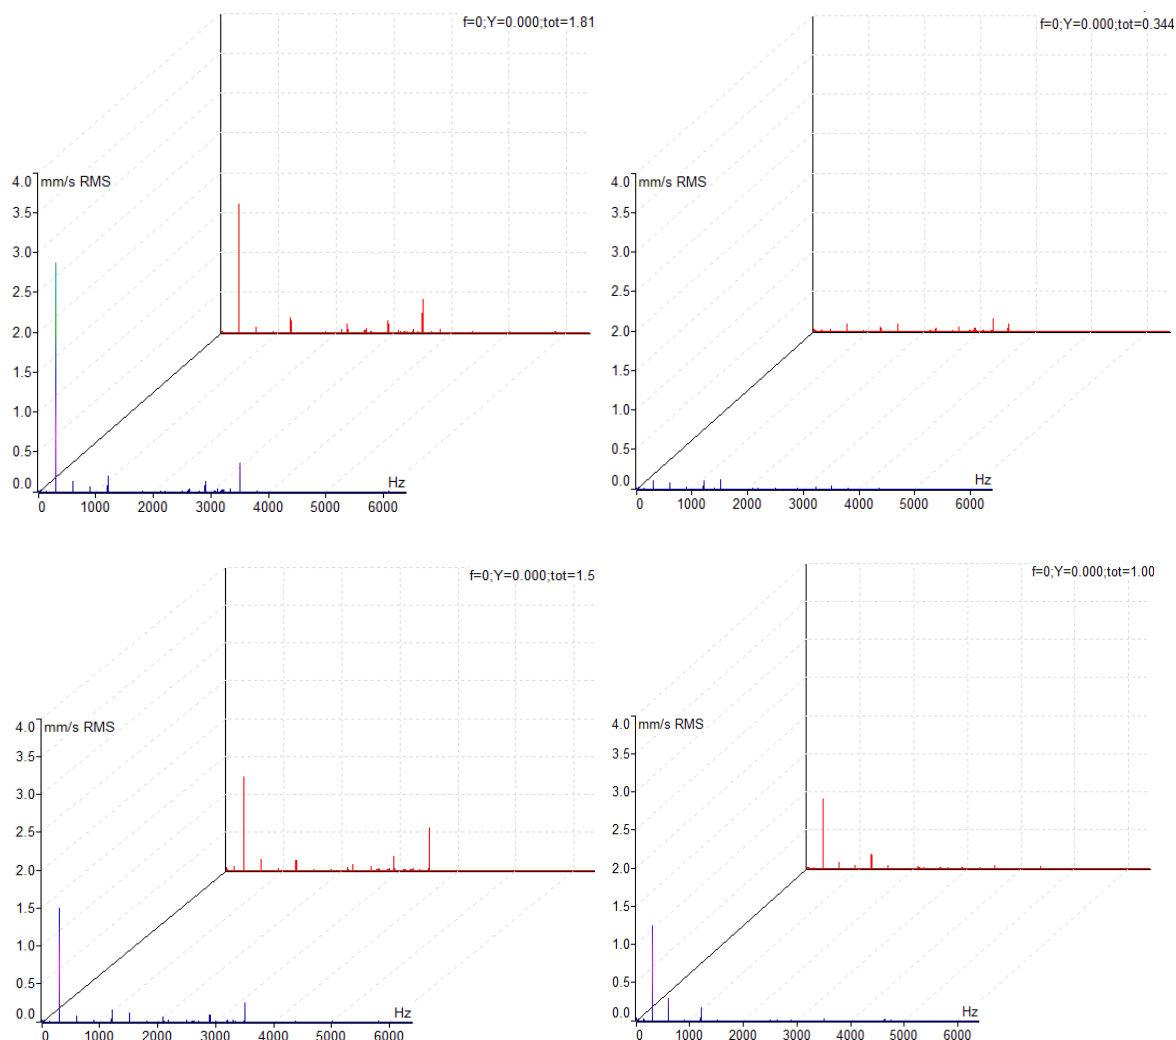 f=0;Y=0.000;tot=1.81
4.0 mm/s RMS
3.5
3.0
2.5
2.0
1.5
1.0
0.5
0.0
Hz
0 1000 2000 3000 4000 5000 6000
f=0;Y=0.000;tot=0.344
4.0 mm/s RMS
3.5
3.0
2.5
2.0
1.5
1.0
0.5
0.0
Hz
0 1000 2000 3000 4000 5000 6000
f=0;Y=0.000;tot=1.5
4.0 mm/s RMS
3.5
3.0
2.5
2.0
1.5
1.0
0.5
0.0
Hz
0 1000 2000 3000 4000 5000 6000
f=0;Y=0.000;tot=1.00
4.0 mm/s RMS
3.5
3.0
2.5
2.0
1.5
1.0
0.5
0.0
Hz
0 1000 2000 3000 4000 5000 6000